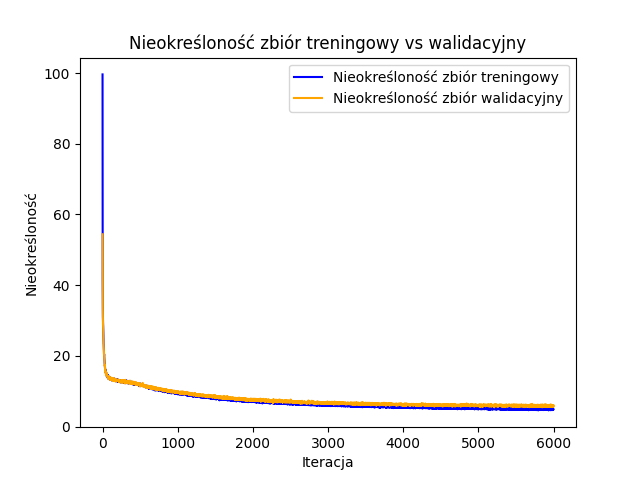 Nieokreśloność zbiór treningowy vs walidacyjny
Nieokreśloność zbiór treningowy
Nieokreśloność zbiór walidacyjny
Nieokreśloność
100
80
60
40
20
0
0 1000 2000 3000 4000 5000 6000
Iteracja